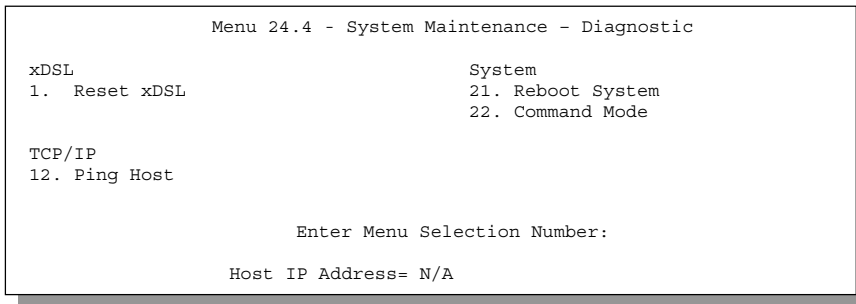 Menu 24.4 - System Maintenance – Diagnostic
xDSL System
1. Reset xDSL 21. Reboot System
22. Command Mode
TCP/IP
12. Ping Host
Enter Menu Selection Number:
Host IP Address= N/A